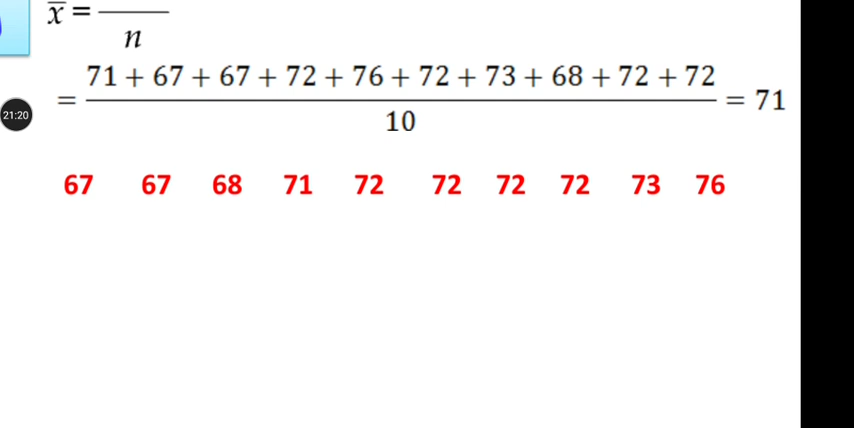 x̅ = ———
n
= (71 + 67 + 67 + 72 + 76 + 72 + 73 + 68 + 72 + 72) / 10 = 71
21:20
67 67 68 71 72 72 72 72 73 76